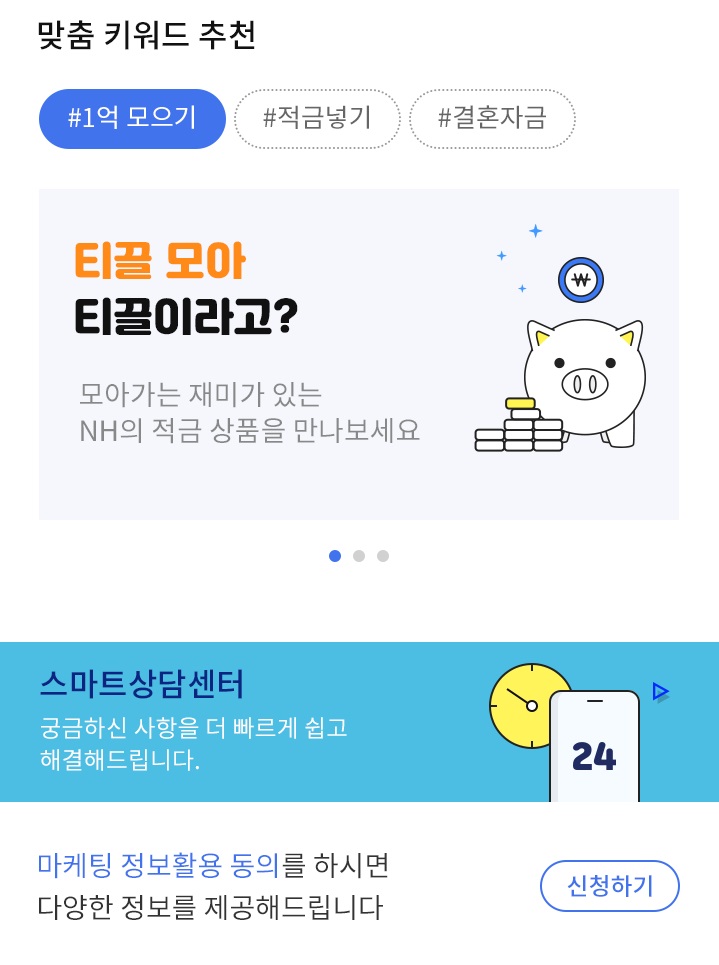 맞춤 키워드 추천
#1억 모으기 #적금넣기 #결혼자금
티끌 모아
티끌이라고?
모아가는 재미가 있는
NH의 적금 상품을 만나보세요
₩
스마트상담센터
궁금하신 사항을 더 빠르게 쉽고
해결해드립니다.
24
마케팅 정보활용 동의를 하시면
다양한 정보를 제공해드립니다
신청하기